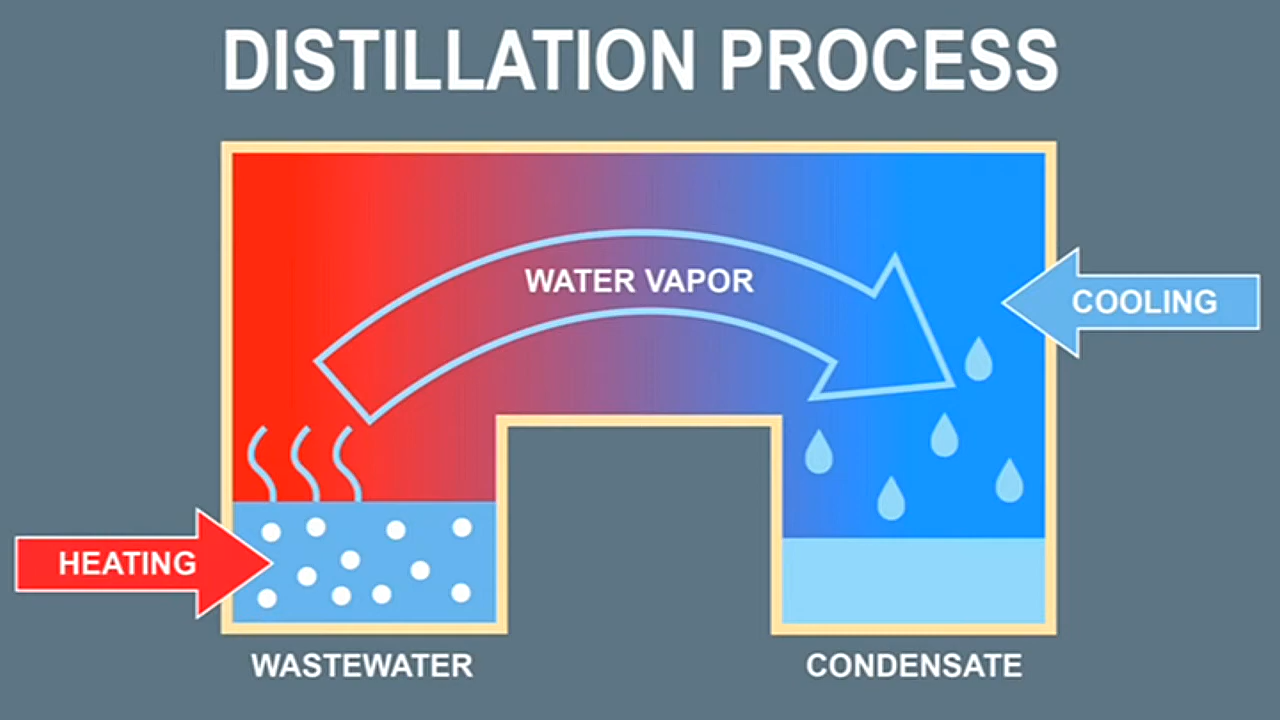 DISTILLATION PROCESS
WATER VAPOR
COOLING
HEATING
WASTEWATER
CONDENSATE